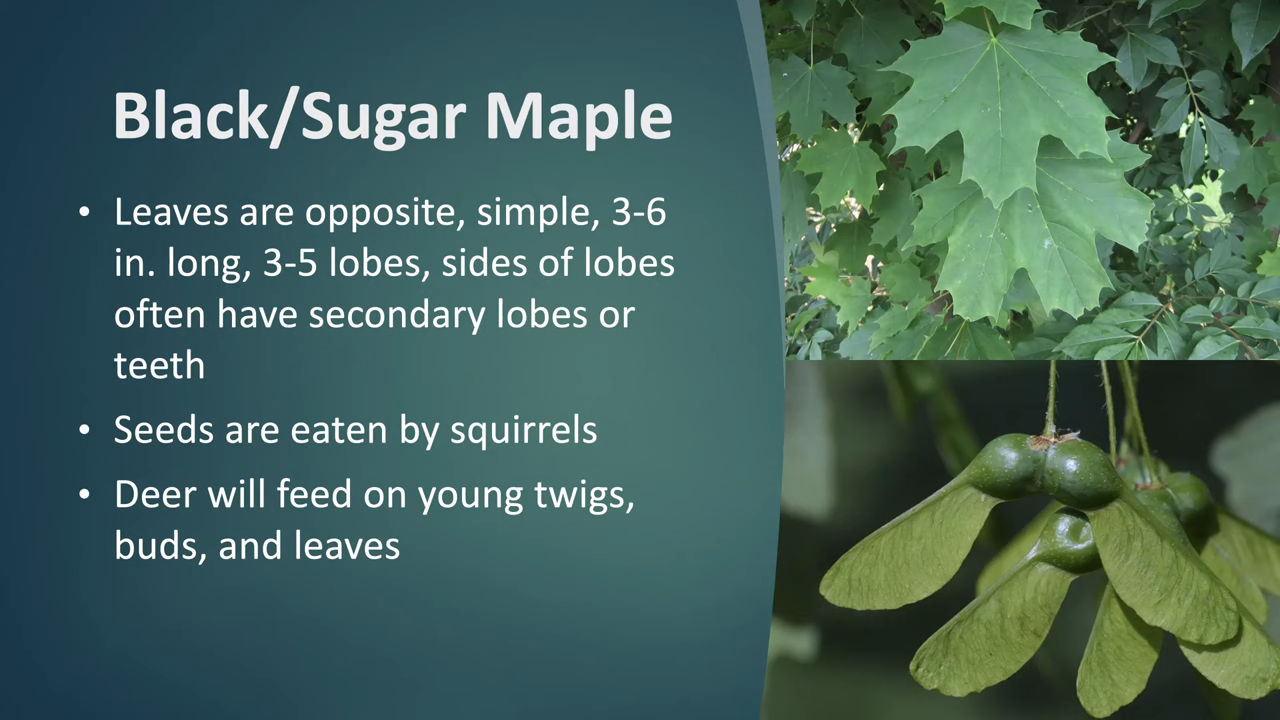 Black/Sugar Maple
• Leaves are opposite, simple, 3-6
in. long, 3-5 lobes, sides of lobes
often have secondary lobes or
teeth
• Seeds are eaten by squirrels
• Deer will feed on young twigs,
buds, and leaves